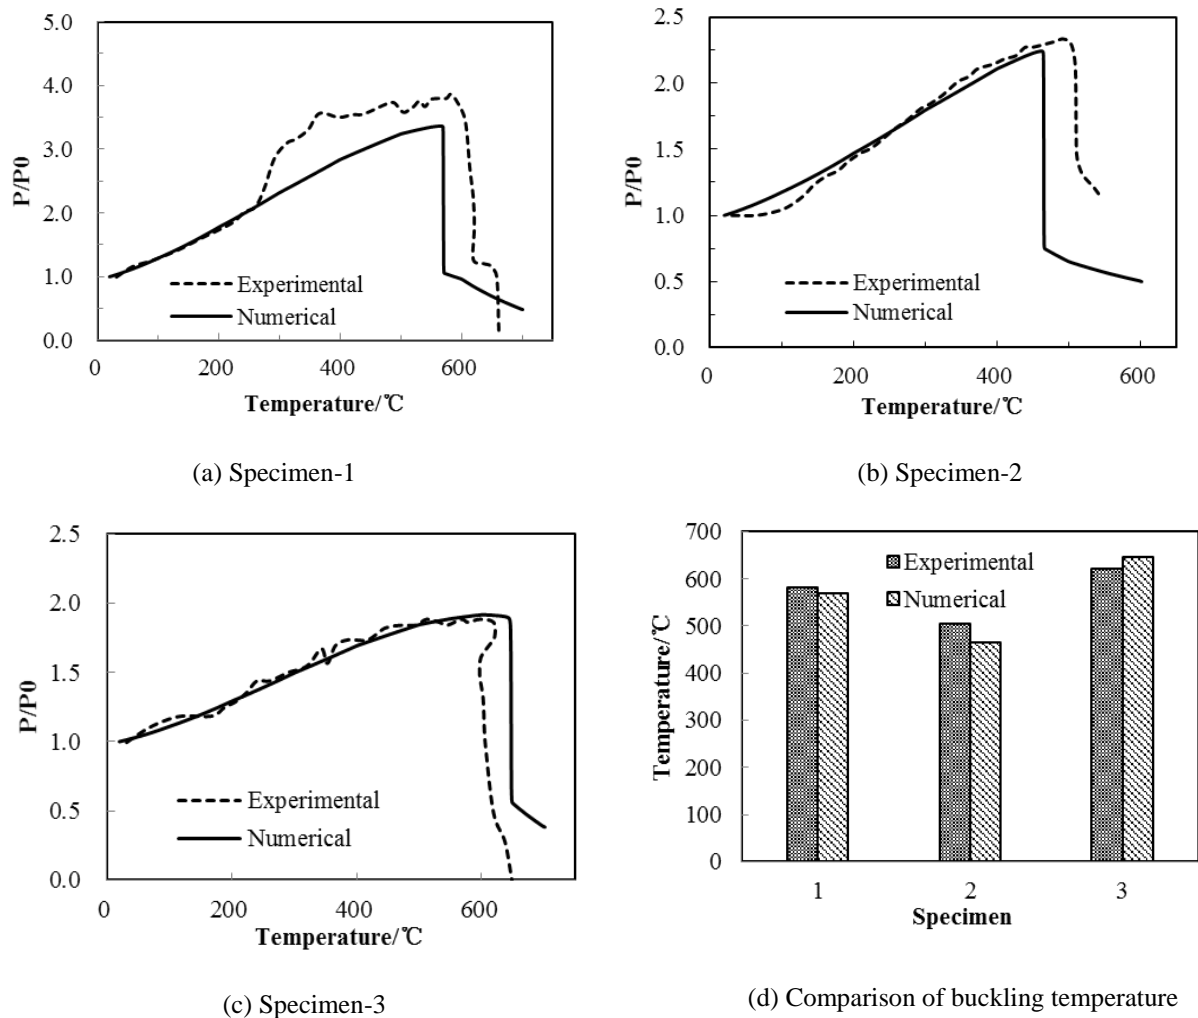 5.0
4.0
3.0
2.0
1.0
0.0
P/P0
Experimental
Numerical
0 200 400 600
Temperature/℃
(a) Specimen-1
2.5
2.0
1.5
1.0
0.5
0.0
P/P0
Experimental
Numerical
0 200 400 600
Temperature/℃
(b) Specimen-2
2.5
2.0
1.5
1.0
0.5
0.0
P/P0
Experimental
Numerical
0 200 400 600
Temperature/℃
(c) Specimen-3
700
600
500
400
300
200
100
0
Temperature/℃
Experimental
Numerical
1 2 3
Specimen
(d) Comparison of buckling temperature